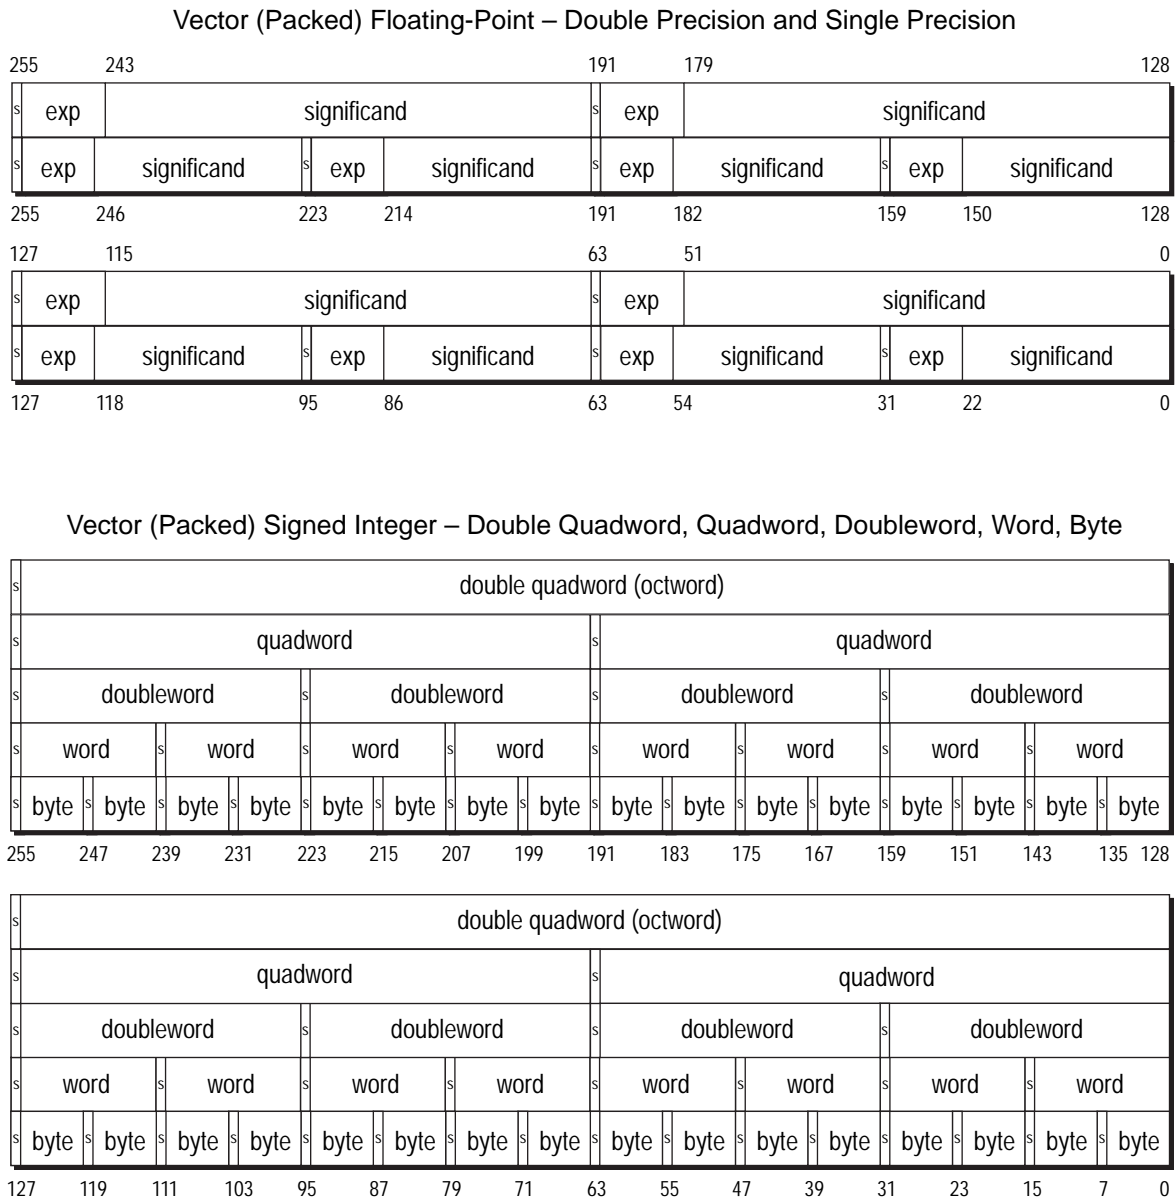 Vector (Packed) Floating-Point – Double Precision and Single Precision
255 243 191 179 128
s exp significand s exp significand
s exp significand s exp significand s exp significand s exp significand
255 246 223 214 191 182 159 150 128
127 115 63 51 0
s exp significand s exp significand
s exp significand s exp significand s exp significand s exp significand
127 118 95 86 63 54 31 22 0
Vector (Packed) Signed Integer – Double Quadword, Quadword, Doubleword, Word, Byte
s double quadword (octword)
s quadword s quadword
s doubleword s doubleword s doubleword s doubleword
s word s word s word s word s word s word s word s word
s byte s byte s byte s byte s byte s byte s byte s byte s byte s byte s byte s byte s byte s byte s byte s byte
255 247 239 231 223 215 207 199 191 183 175 167 159 151 143 135 128
s double quadword (octword)
s quadword s quadword
s doubleword s doubleword s doubleword s doubleword
s word s word s word s word s word s word s word s word
s byte s byte s byte s byte s byte s byte s byte s byte s byte s byte s byte s byte s byte s byte s byte s byte
127 119 111 103 95 87 79 71 63 55 47 39 31 23 15 7 0